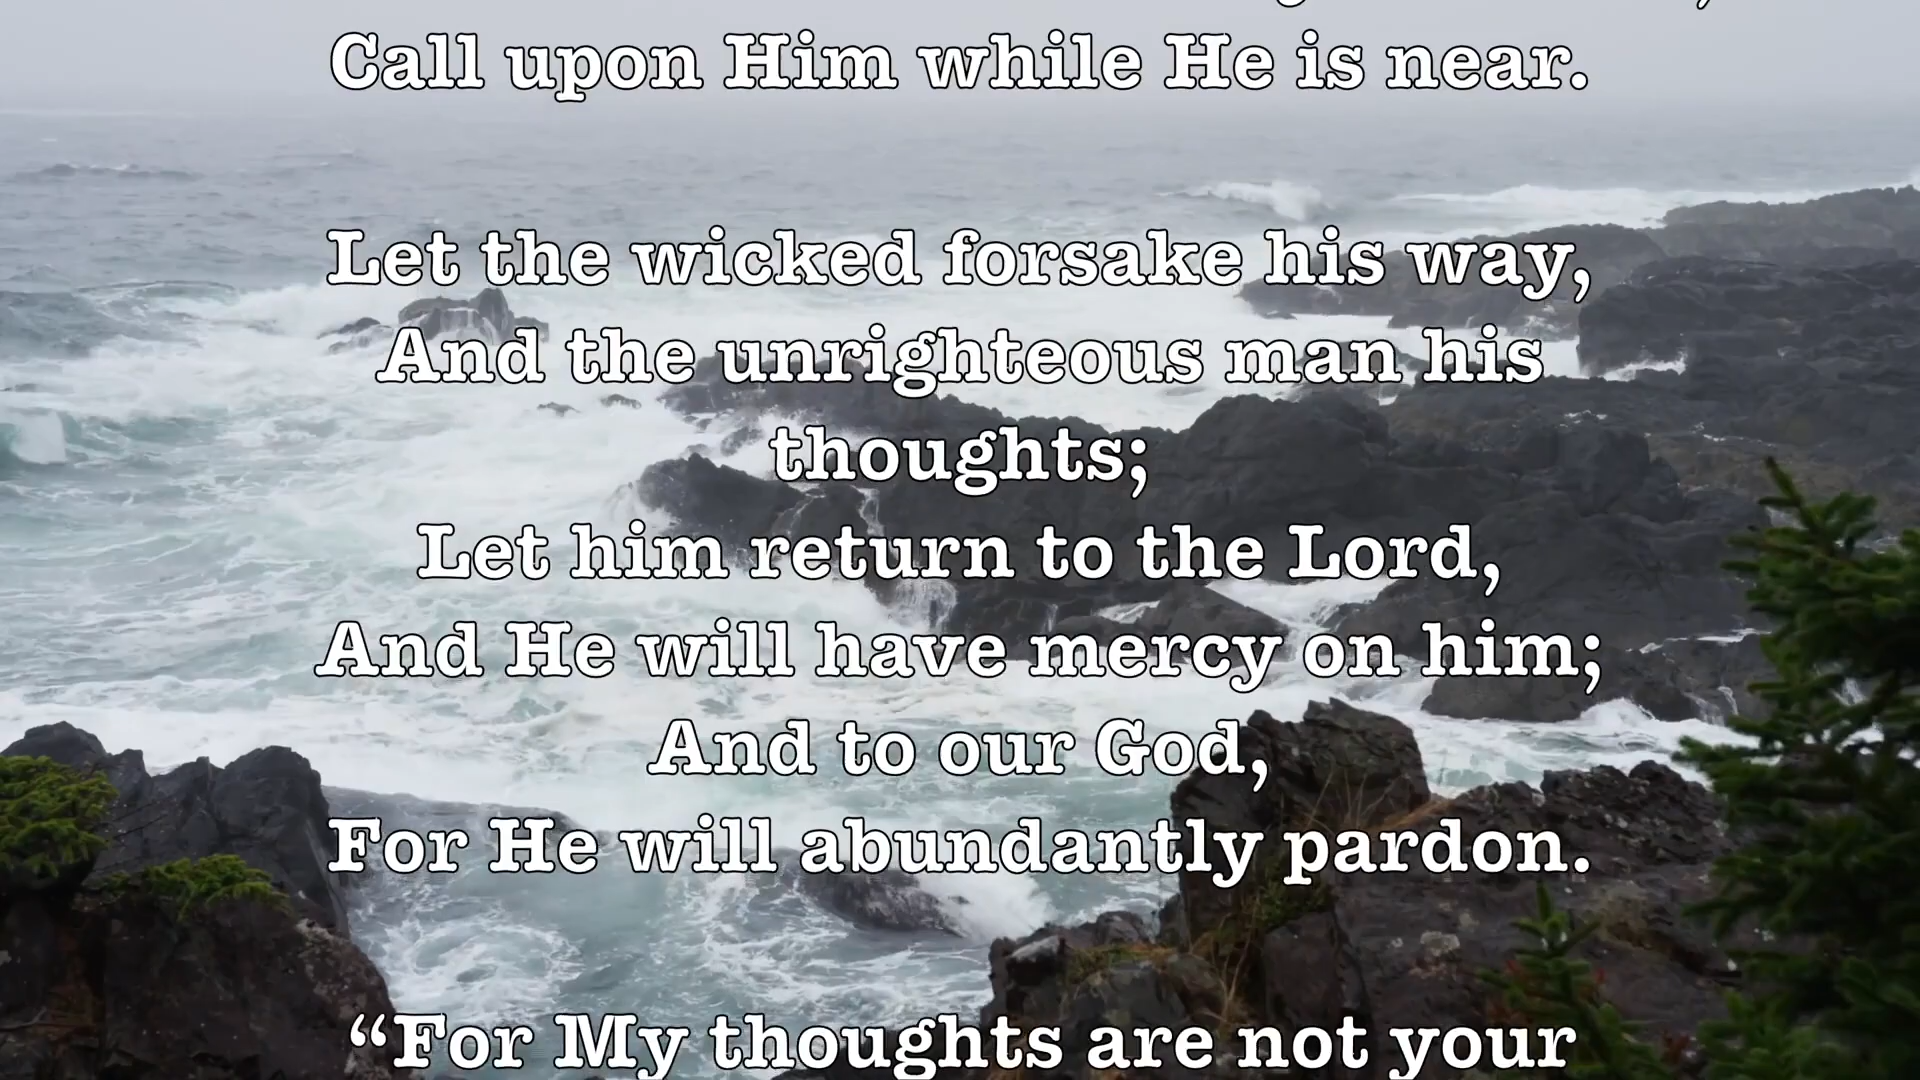 Call upon Him while He is near.
Let the wicked forsake his way,
And the unrighteous man his
thoughts;
Let him return to the Lord,
And He will have mercy on him;
And to our God,
For He will abundantly pardon.
“For My thoughts are not your